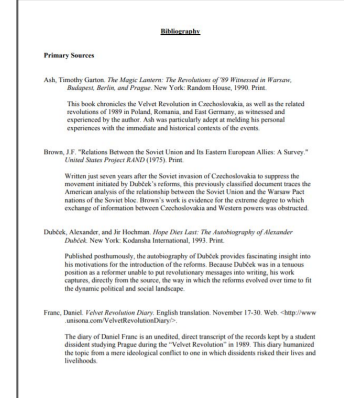 Bibliography
Primary Sources
Ash, Timothy Garton. The Magic Lantern: The Revolutions of '89 Witnessed in Warsaw,
Budapest, Berlin, and Prague. New York: Random House, 1990. Print.
This book chronicles the Velvet Revolution in Czechoslovakia, as well as the related
revolutions of 1989 in Poland, Romania, and East Germany, as witnessed and
experienced by the author. Ash was particularly adept at melding his personal
experiences with the immediate and historical contexts of the events.
Brown, J.F. "Relations Between the Soviet Union and Its Eastern European Allies: A Survey."
United States Project RAND (1975). Print.
Written just seven years after the Soviet invasion of Czechoslovakia to suppress the
movement initiated by Dubček's reforms, this previously classified document traces the
American analysis of the relationship between the Soviet Union and the Warsaw Pact
nations of the Soviet bloc. Brown's work is evidence for the extreme degree to which
exchange of information between Czechoslovakia and Western powers was obstructed.
Dubček, Alexander, and Jir Hochman. Hope Dies Last: The Autobiography of Alexander
Dubček. New York: Kodansha International, 1993. Print.
Published posthumously, the autobiography of Dubček provides fascinating insight into
his motivations for the introduction of the reforms. Because Dubček was in a tenuous
position as a reformer unable to put revolutionary messages into writing, his work
captures, directly from the source, the way in which the reforms evolved over time to fit
the dynamic political and social landscape.
Franc, Daniel. Velvet Revolution Diary. English translation. November 17-30. Web. <http://www
.unisona.com/VelvetRevolutionDiary/>.
The diary of Daniel Franc is an unedited, direct transcript of the records kept by a student
dissident studying Prague during the "Velvet Revolution" in 1989. This diary humanized
the topic from a mere ideological conflict to one in which dissidents risked their lives and
livelihoods.